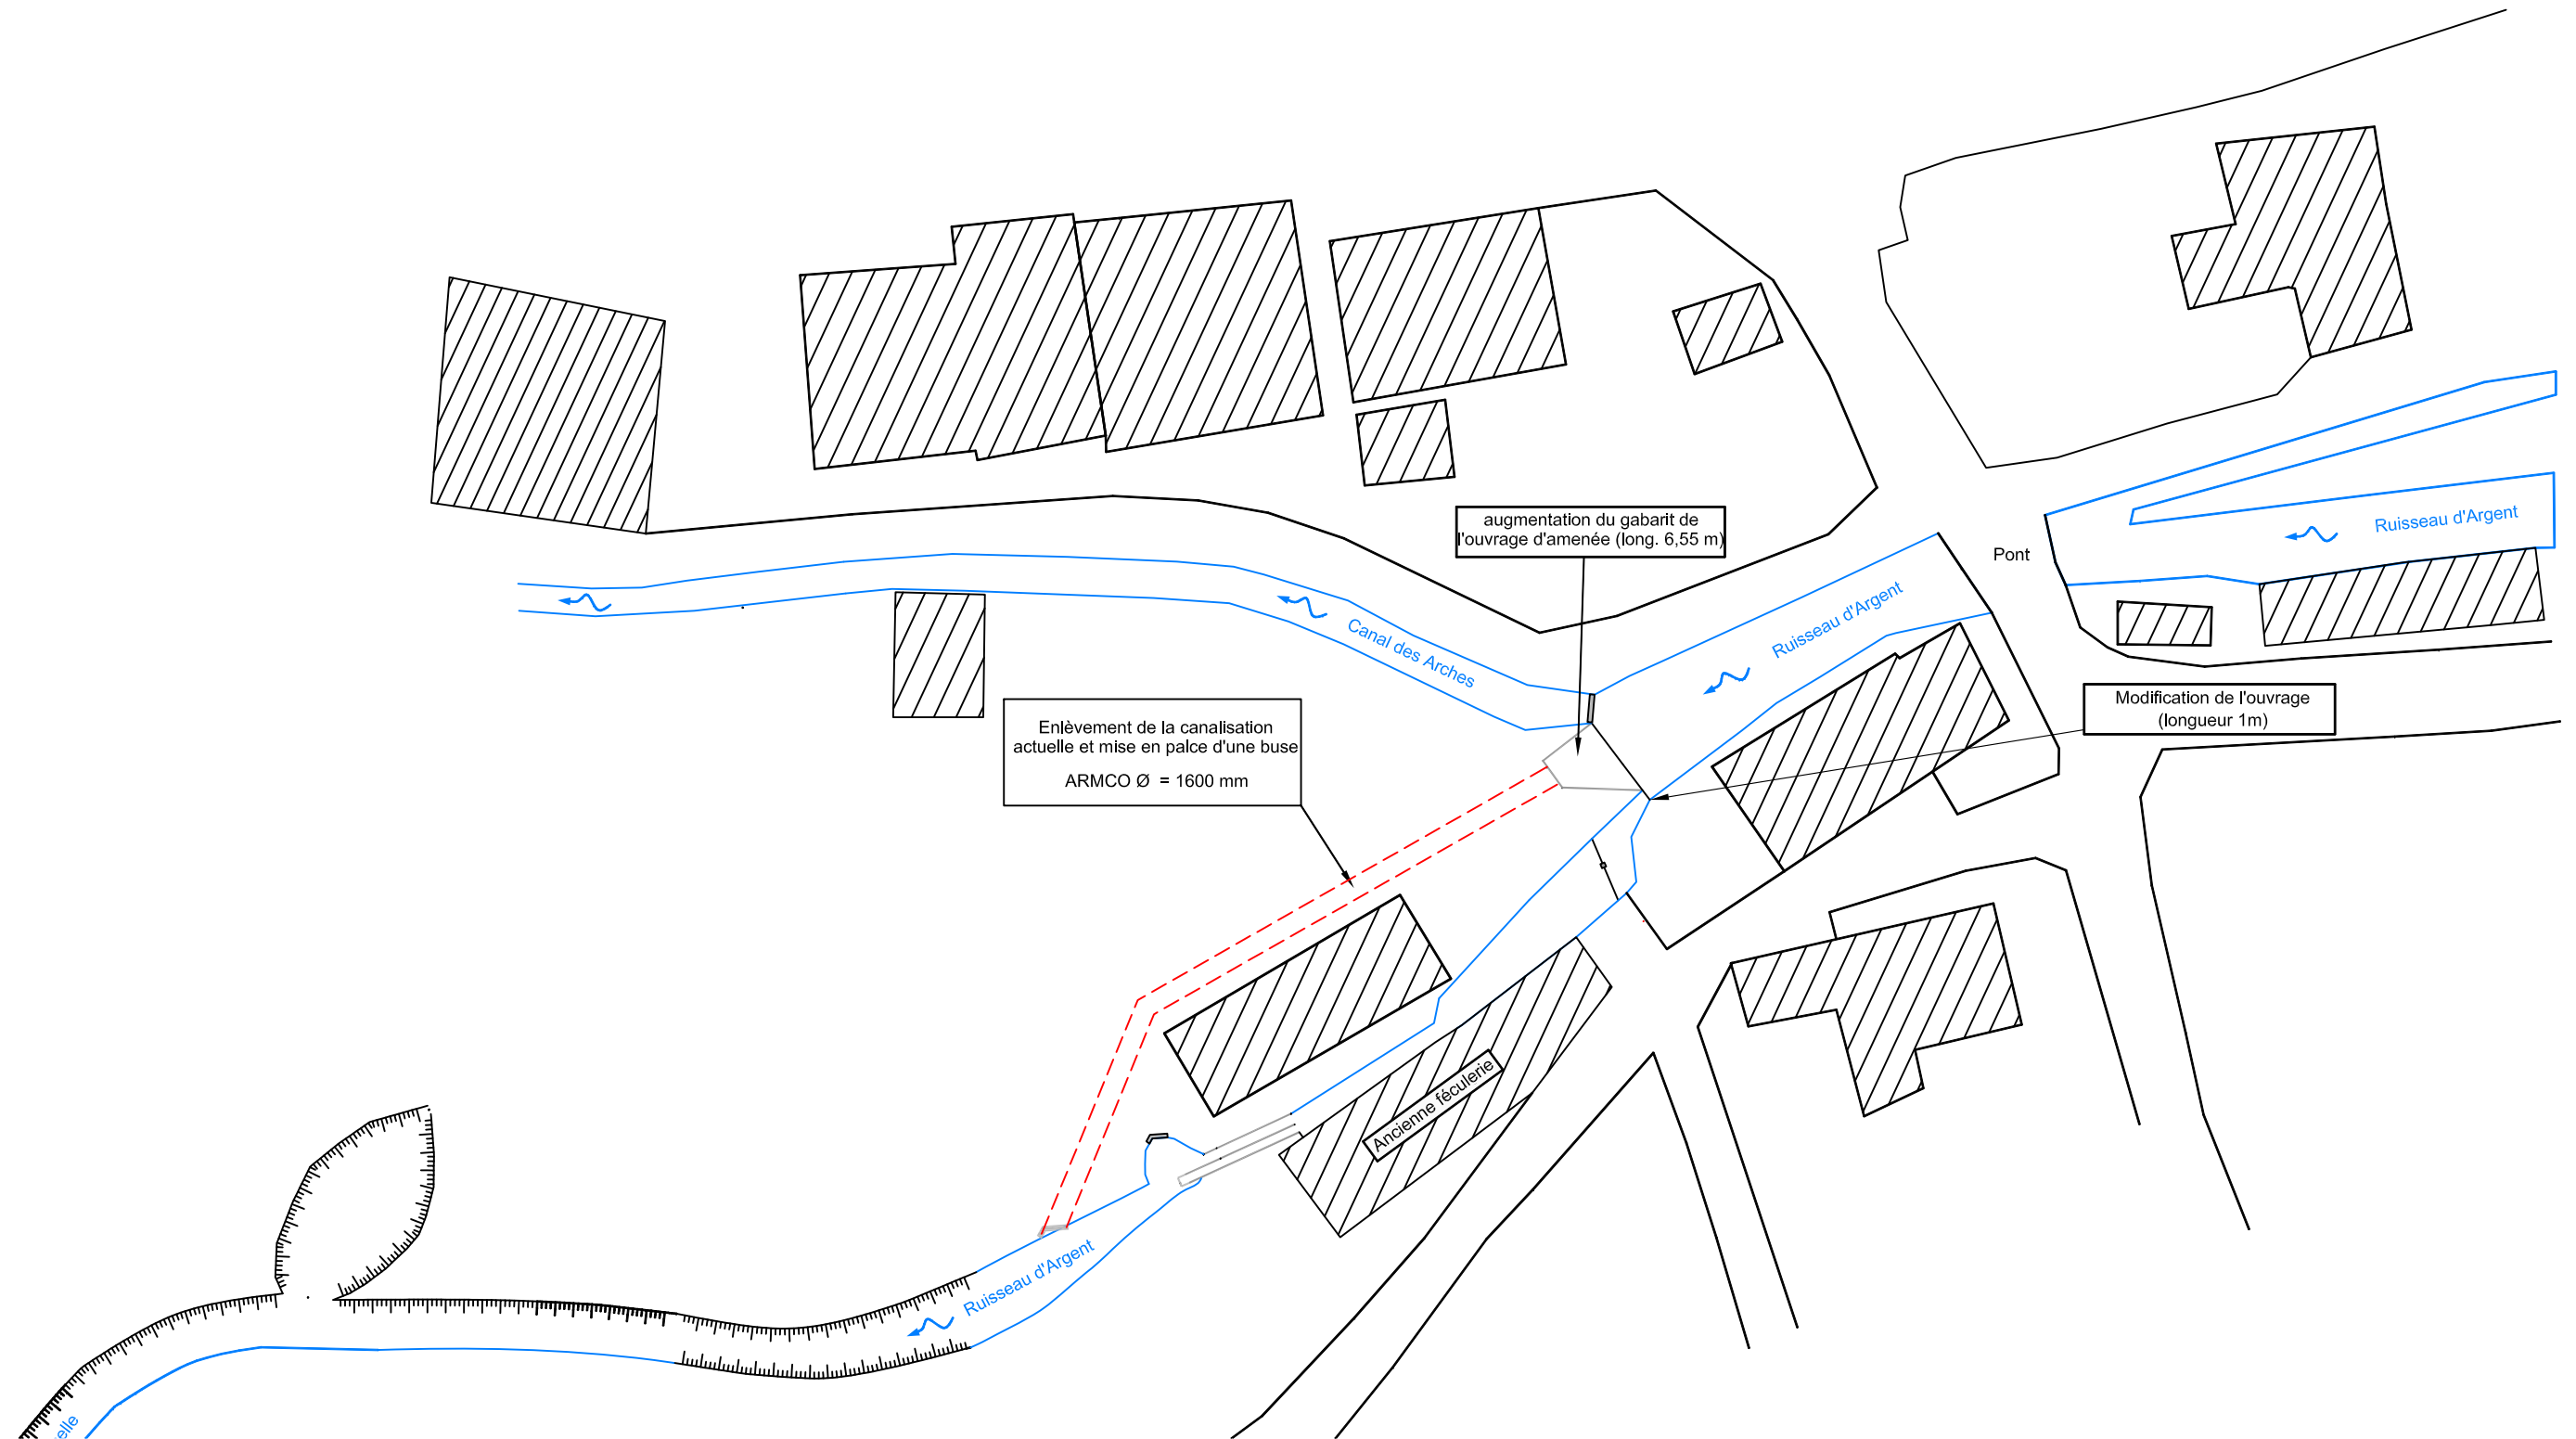 augmentation du gabarit de
l'ouvrage d'amenée (long. 6,55 m)
Ruisseau d'Argent
Pont
Ruisseau d'Argent
Canal des Arches
Modification de l'ouvrage
(longueur 1m)
Enlèvement de la canalisation
actuelle et mise en palce d'une buse
ARMCO Ø = 1600 mm
Ancienne féculerie
Ruisseau d'Argent
elle